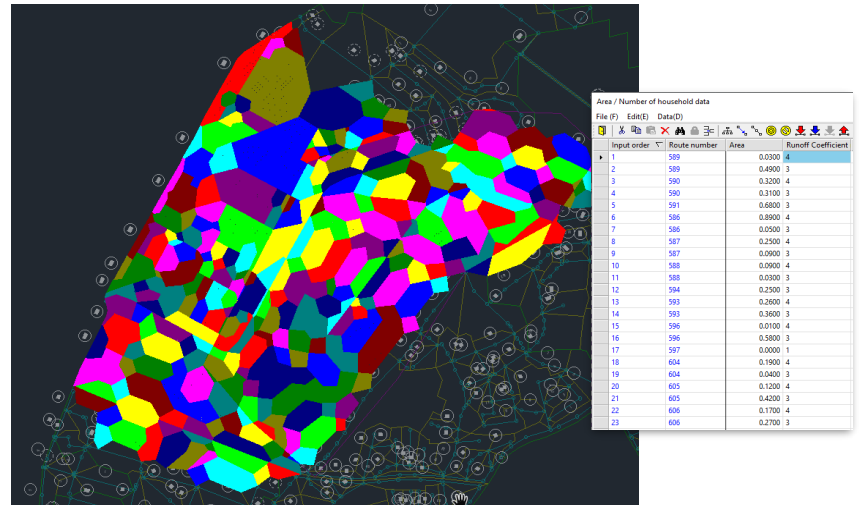 Area / Number of household data
File (F) Edit(E) Data(D)
Input order Route number Area Runoff Coefficient
1 589 0.0300 4
2 589 0.4900 3
3 590 0.3200 4
4 590 0.3100 3
5 591 0.6800 3
6 586 0.8900 4
7 586 0.0500 3
8 587 0.2500 4
9 587 0.0900 3
10 588 0.0900 4
11 588 0.0300 3
12 594 0.2500 3
13 593 0.2600 4
14 593 0.3600 3
15 596 0.0100 4
16 596 0.5800 3
17 597 0.0000 1
18 604 0.1900 4
19 604 0.0400 3
20 605 0.1200 4
21 605 0.4200 3
22 606 0.1700 4
23 606 0.2700 3